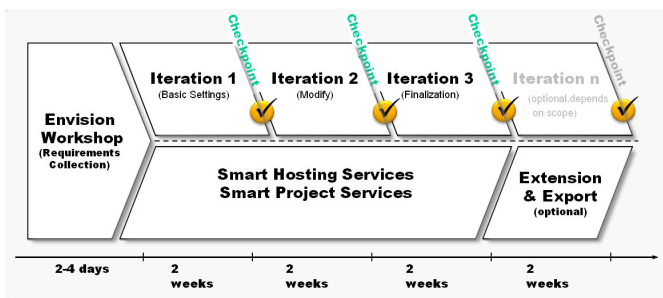 Checkpoint
Checkpoint
Checkpoint
Checkpoint
Iteration 1
(Basic Settings)
Iteration 2
(Modify)
Iteration 3
(Finalization)
Iteration n
(optional,depends
on scope)
Envision
Workshop
(Requirements
Collection)
Smart Hosting Services
Smart Project Services
Extension
& Export
(optional)
2-4 days
2
weeks
2
weeks
2
weeks
2
weeks